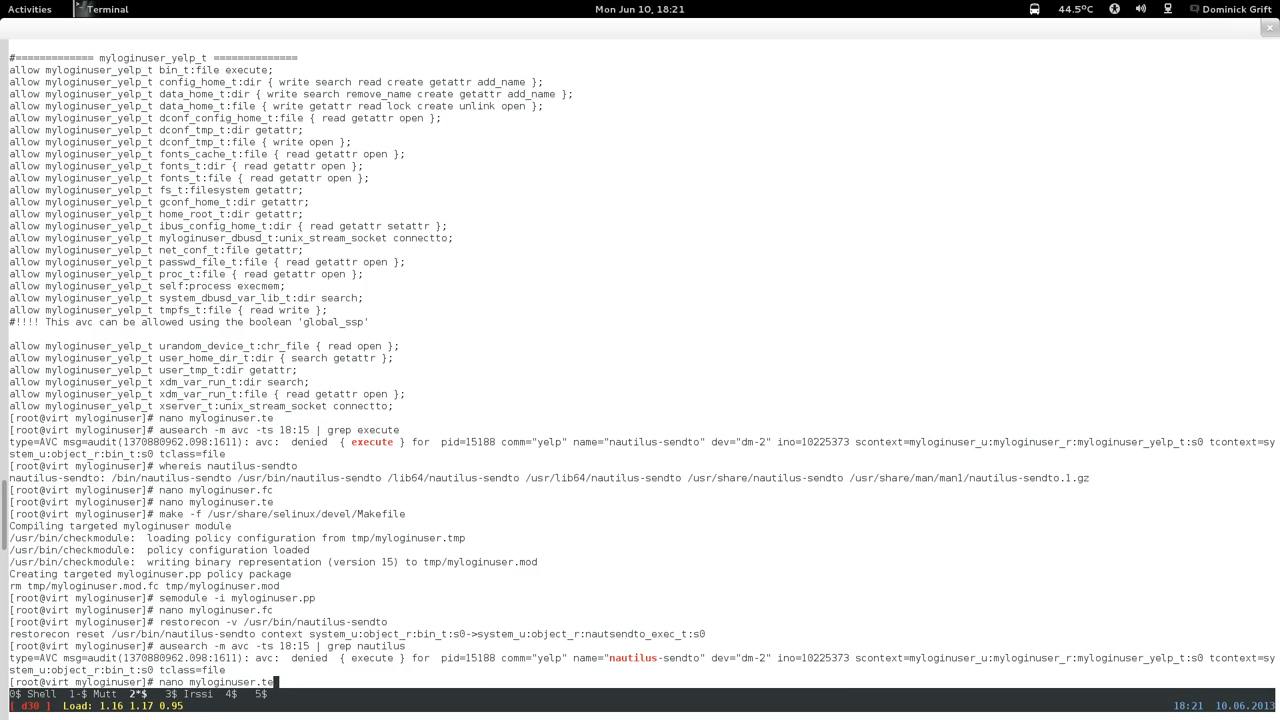 Activities Terminal Mon Jun 10, 18:21 44.5°C Dominick Grift
#============= myloginuser_yelp_t ==============
allow myloginuser_yelp_t bin_t:file execute;
allow myloginuser_yelp_t config_home_t:dir { write search read create getattr add_name };
allow myloginuser_yelp_t data_home_t:dir { write search remove_name create getattr add_name };
allow myloginuser_yelp_t data_home_t:file { write getattr read lock create unlink open };
allow myloginuser_yelp_t dconf_config_home_t:file { read getattr open };
allow myloginuser_yelp_t dconf_tmp_t:dir getattr;
allow myloginuser_yelp_t dconf_tmp_t:file { write open };
allow myloginuser_yelp_t fonts_cache_t:file { read getattr open };
allow myloginuser_yelp_t fonts_t:dir { read getattr open };
allow myloginuser_yelp_t fonts_t:file { read getattr open };
allow myloginuser_yelp_t fs_t:filesystem getattr;
allow myloginuser_yelp_t gconf_home_t:dir getattr;
allow myloginuser_yelp_t home_root_t:dir getattr;
allow myloginuser_yelp_t ibus_config_home_t:dir { read getattr setattr };
allow myloginuser_yelp_t myloginuser_dbusd_t:unix_stream_socket connectto;
allow myloginuser_yelp_t net_conf_t:file getattr;
allow myloginuser_yelp_t passwd_file_t:file { read getattr open };
allow myloginuser_yelp_t proc_t:file { read getattr open };
allow myloginuser_yelp_t self:process execmem;
allow myloginuser_yelp_t system_dbusd_var_lib_t:dir search;
allow myloginuser_yelp_t tmpfs_t:file { read write };
#!!!! This avc can be allowed using the boolean 'global_ssp'
allow myloginuser_yelp_t urandom_device_t:chr_file { read open };
allow myloginuser_yelp_t user_home_dir_t:dir { search getattr };
allow myloginuser_yelp_t user_tmp_t:dir getattr;
allow myloginuser_yelp_t xdm_var_run_t:dir search;
allow myloginuser_yelp_t xdm_var_run_t:file { read getattr open };
allow myloginuser_yelp_t xserver_t:unix_stream_socket connectto;
[root@virt myloginuser]# nano myloginuser.te
[root@virt myloginuser]# ausearch -m avc -ts 18:15 | grep execute
type=AVC msg=audit(1370880962.098:1611): avc:  denied  { execute } for  pid=15188 comm="yelp" name="nautilus-sendto" dev="dm-2" ino=10225373 scontext=myloginuser_u:myloginuser_r:myloginuser_yelp_t:s0 tcontext=sy
stem_u:object_r:bin_t:s0 tclass=file
[root@virt myloginuser]# whereis nautilus-sendto
nautilus-sendto: /bin/nautilus-sendto /usr/bin/nautilus-sendto /lib64/nautilus-sendto /usr/lib64/nautilus-sendto /usr/share/nautilus-sendto /usr/share/man/man1/nautilus-sendto.1.gz
[root@virt myloginuser]# nano myloginuser.fc
[root@virt myloginuser]# nano myloginuser.te
[root@virt myloginuser]# make -f /usr/share/selinux/devel/Makefile
Compiling targeted myloginuser module
/usr/bin/checkmodule:  loading policy configuration from tmp/myloginuser.tmp
/usr/bin/checkmodule:  policy configuration loaded
/usr/bin/checkmodule:  writing binary representation (version 15) to tmp/myloginuser.mod
Creating targeted myloginuser.pp policy package
rm tmp/myloginuser.mod.fc tmp/myloginuser.mod
[root@virt myloginuser]# semodule -i myloginuser.pp
[root@virt myloginuser]# nano myloginuser.fc
[root@virt myloginuser]# restorecon -v /usr/bin/nautilus-sendto
restorecon reset /usr/bin/nautilus-sendto context system_u:object_r:bin_t:s0->system_u:object_r:nautsendto_exec_t:s0
[root@virt myloginuser]# ausearch -m avc -ts 18:15 | grep nautilus
type=AVC msg=audit(1370880962.098:1611): avc:  denied  { execute } for  pid=15188 comm="yelp" name="nautilus-sendto" dev="dm-2" ino=10225373 scontext=myloginuser_u:myloginuser_r:myloginuser_yelp_t:s0 tcontext=sy
stem_u:object_r:bin_t:s0 tclass=file
[root@virt myloginuser]# nano myloginuser.te
0$ Shell  1-$ Mutt  2*$  3$ Irssi  4$  5$
[ d30 ]  Load: 1.16 1.17 0.95 18:21 10.06.2013